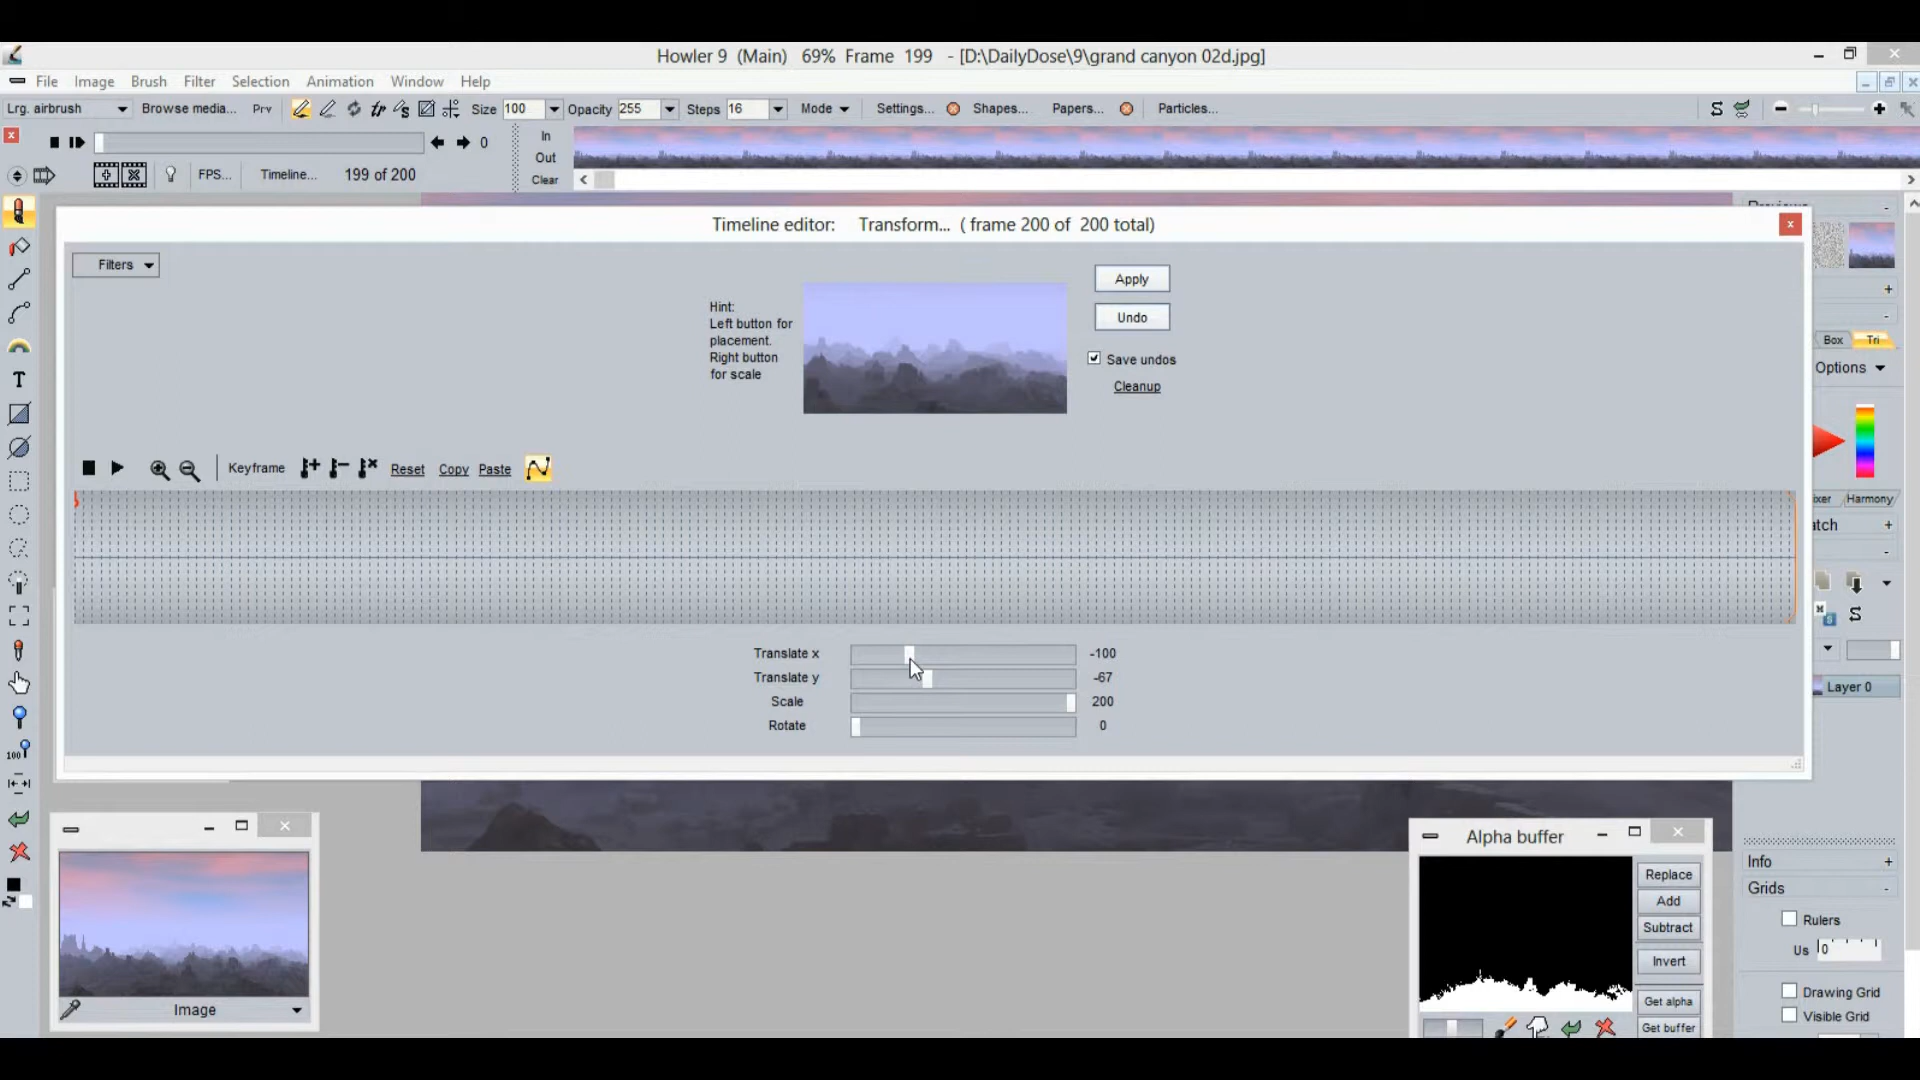 Howler 9 (Main) 69% Frame 199 - [D:\DailyDose\9\grand canyon 02d.jpg]
File Image Brush Filter Selection Animation Window Help
Lrg. airbrush Browse media... Prv Size 100 Opacity 255 Steps 16 Mode Settings... Shapes... Papers... Particles...
In
0
Out
FPS... Timeline... 199 of 200
Clear
Timeline editor: Transform... ( frame 200 of 200 total)
Filters
Apply
Hint:
Left button for
placement.
Right button
for scale
Undo
Save undos
Cleanup
Box Tri
Options
Keyframe Reset Copy Paste
Harmony
Translate x -100
Translate y -67
Scale 200
Rotate 0
Layer 0
Image
Alpha buffer
Replace
Add
Subtract
Invert
Get alpha
Get buffer
Info
Grids
Rulers
Us 0
Drawing Grid
Visible Grid
T
100